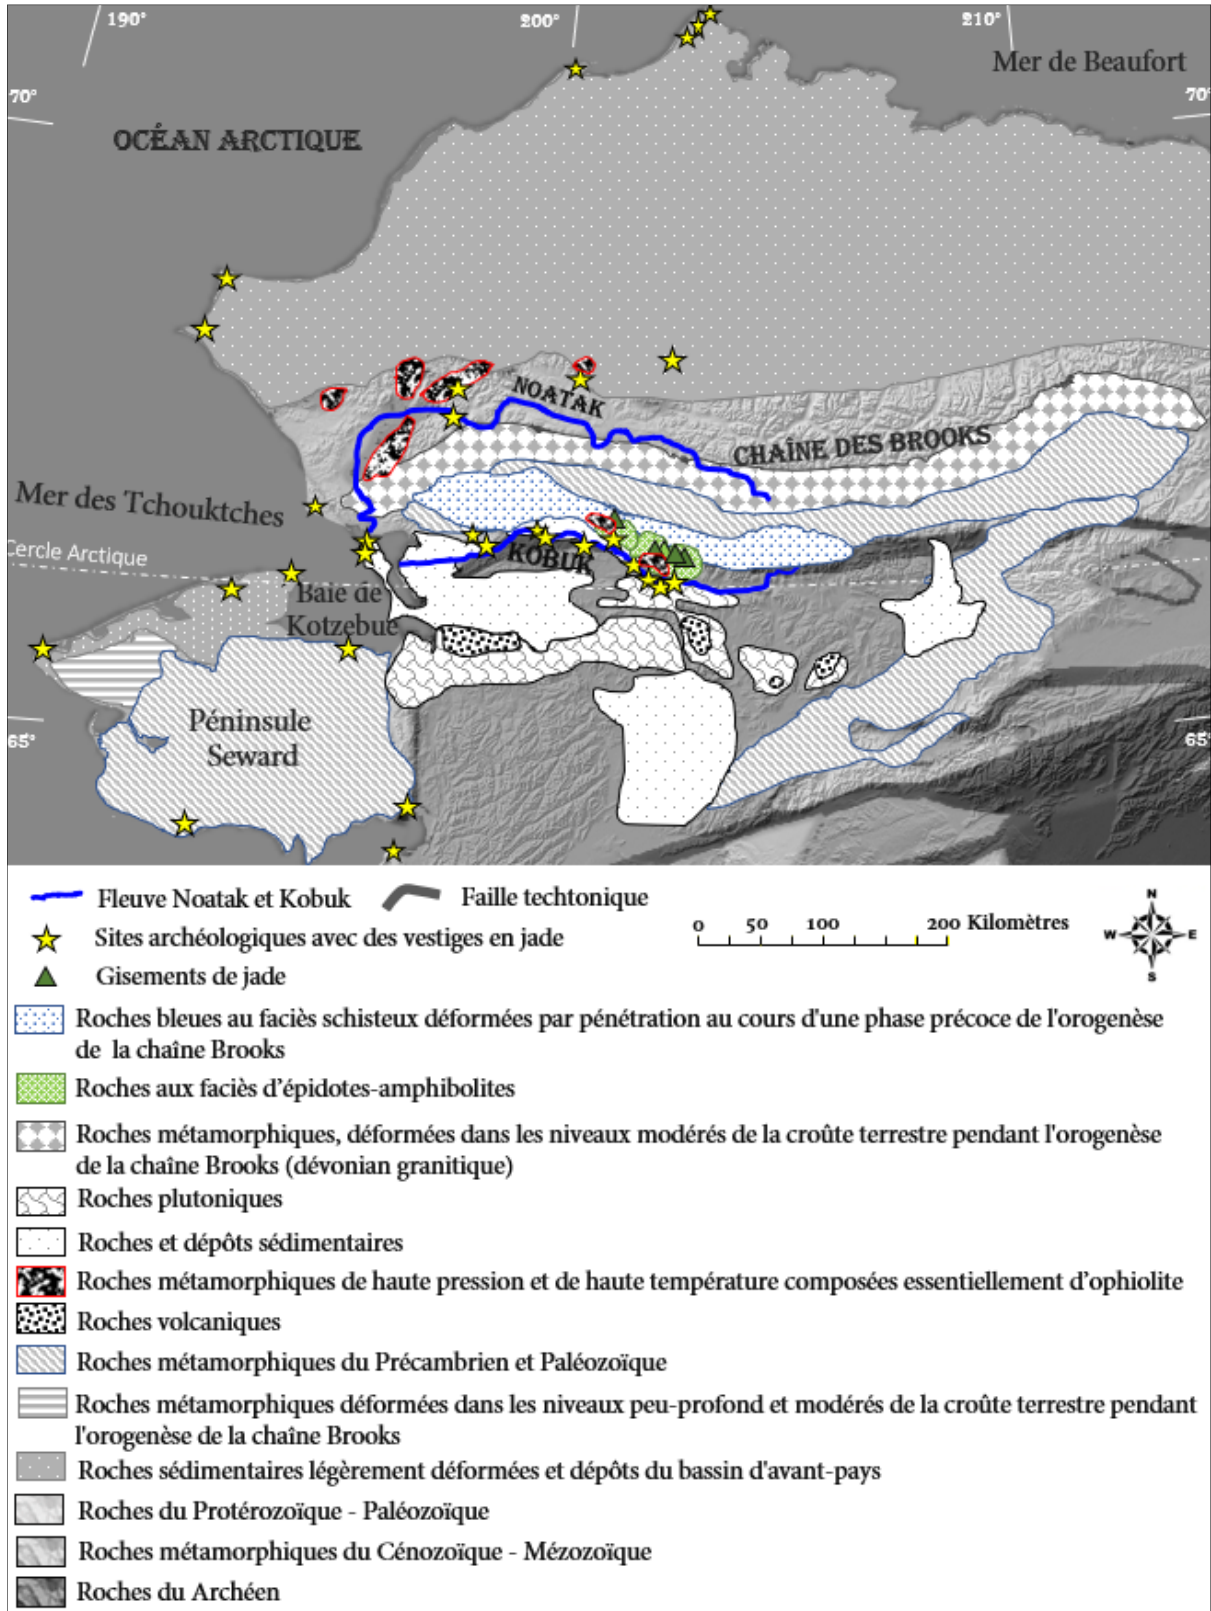 190°
200°
210°
Mer de Beaufort
70°
70°
OCÉAN ARCTIQUE
NOATAK
CHAÎNE DES BROOKS
Mer des Tchouktches
Cercle Arctique
KOBUK
Baie de
Kotzebue
Péninsule
Seward
65°
65°
Fleuve Noatak et Kobuk
Faille techtonique
Sites archéologiques avec des vestiges en jade
0 50 100 200 Kilomètres
N
W E
S
Gisements de jade
Roches bleues au faciès schisteux déformées par pénétration au cours d'une phase précoce de l'orogenèse
de la chaîne Brooks
Roches aux faciès d'épidotes-amphibolites
Roches métamorphiques, déformées dans les niveaux modérés de la croûte terrestre pendant l'orogenèse
de la chaîne Brooks (dévonian granitique)
Roches plutoniques
Roches et dépôts sédimentaires
Roches métamorphiques de haute pression et de haute température composées essentiellement d'ophiolite
Roches volcaniques
Roches métamorphiques du Précambrien et Paléozoïque
Roches métamorphiques déformées dans les niveaux peu-profond et modérés de la croûte terrestre pendant
l'orogenèse de la chaîne Brooks
Roches sédimentaires légèrement déformées et dépôts du bassin d'avant-pays
Roches du Protérozoïque - Paléozoïque
Roches métamorphiques du Cénozoïque - Mézozoïque
Roches du Archéen